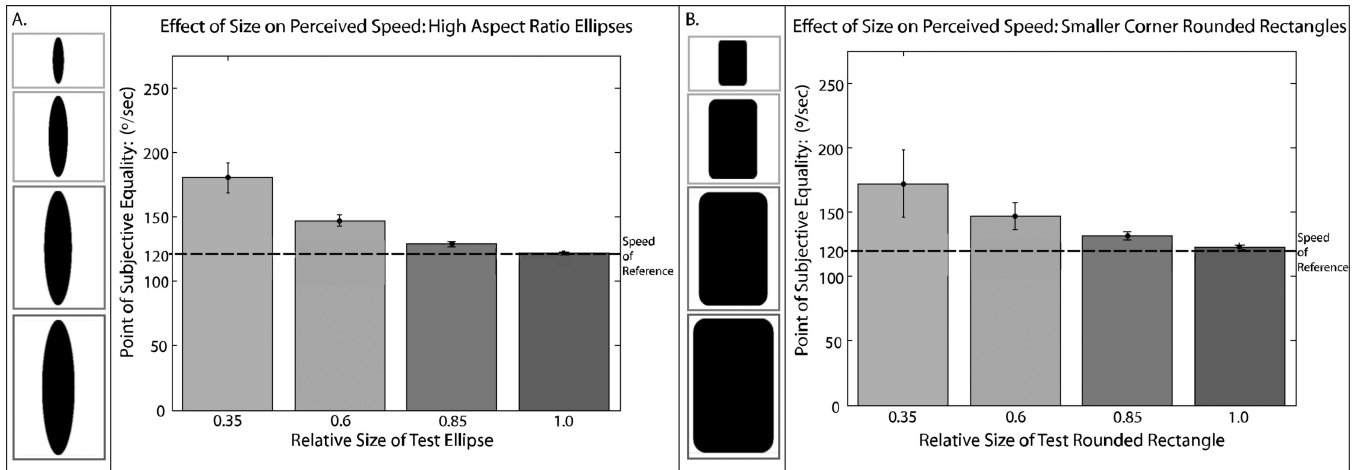 A.
Effect of Size on Perceived Speed: High Aspect Ratio Ellipses
Point of Subjective Equality: (º/sec)
250
200
150
120
100
50
0
Speed
of
Reference
0.35 0.6 0.85 1.0
Relative Size of Test Ellipse
B.
Effect of Size on Perceived Speed: Smaller Corner Rounded Rectangles
Point of Subjective Equality: (º/sec)
250
200
150
120
100
50
0
Speed
of
Reference
0.35 0.6 0.85 1.0
Relative Size of Test Rounded Rectangle